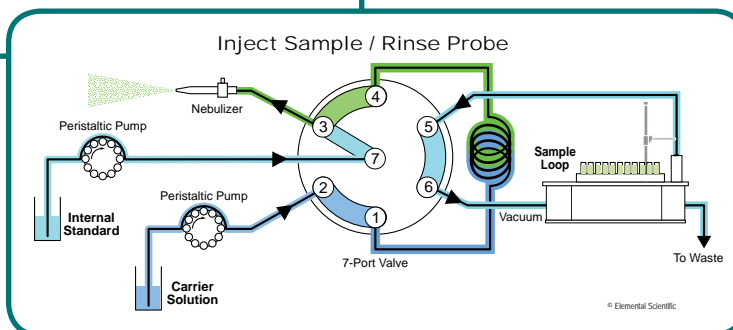 Inject Sample / Rinse Probe
Nebulizer
Peristaltic Pump
Internal
Standard
Peristaltic Pump
Carrier
Solution
4
3
5
7
2
6
1
7-Port Valve
Sample
Loop
Vacuum
To Waste
© Elemental Scientific